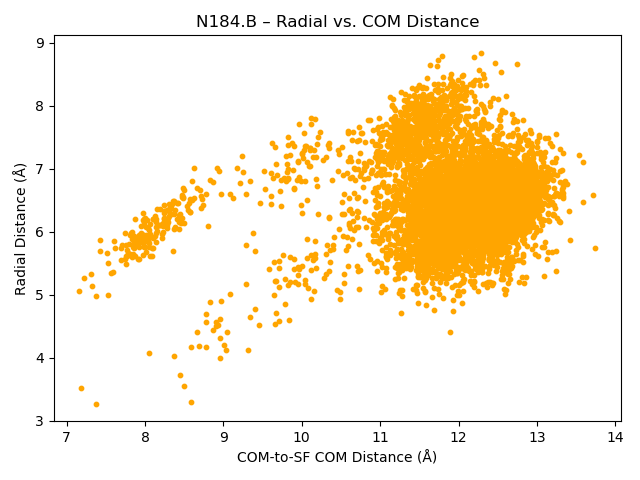 N184.B – Radial vs. COM Distance
Radial Distance (Å)
9
8
7
6
5
4
3
7 8 9 10 11 12 13 14
COM-to-SF COM Distance (Å)